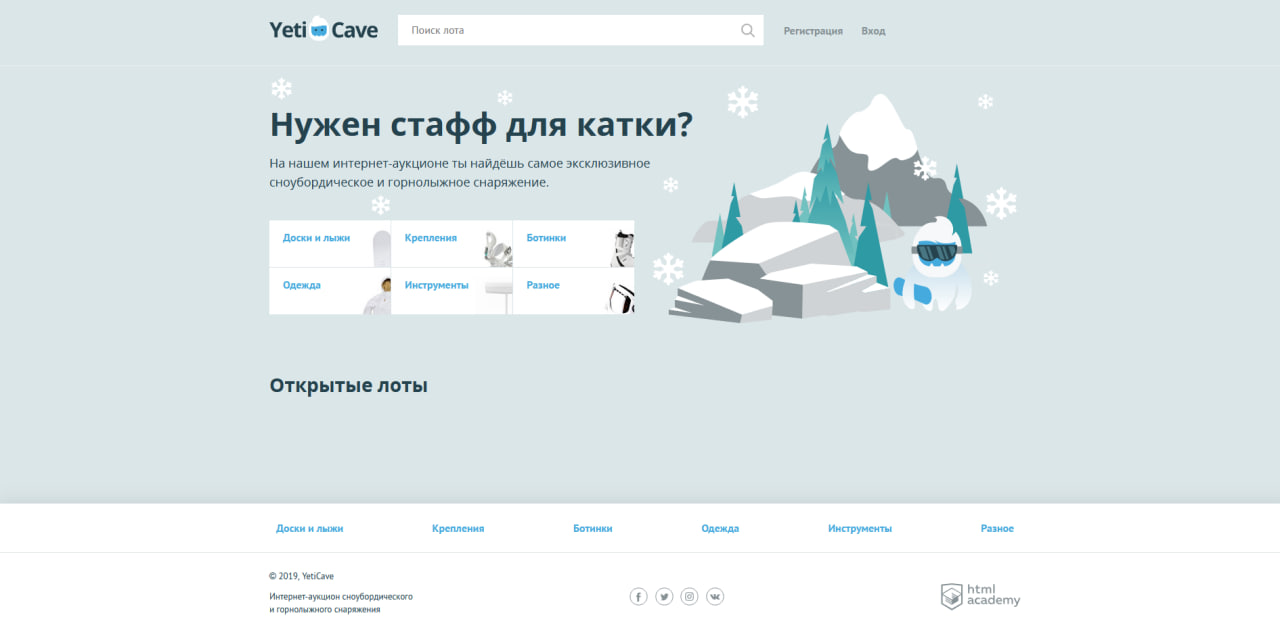 Yeti Cave
Поиск лота
Регистрация
Вход
Нужен стафф для катки?
На нашем интернет-аукционе ты найдёшь самое эксклюзивное
сноубордическое и горнолыжное снаряжение.
Доски и лыжи
Крепления
Ботинки
Одежда
Инструменты
Разное
Открытые лоты
Доски и лыжи
Крепления
Ботинки
Одежда
Инструменты
Разное
© 2019, YetiCave
Интернет-аукцион сноубордического
и горнолыжного снаряжения
html
academy